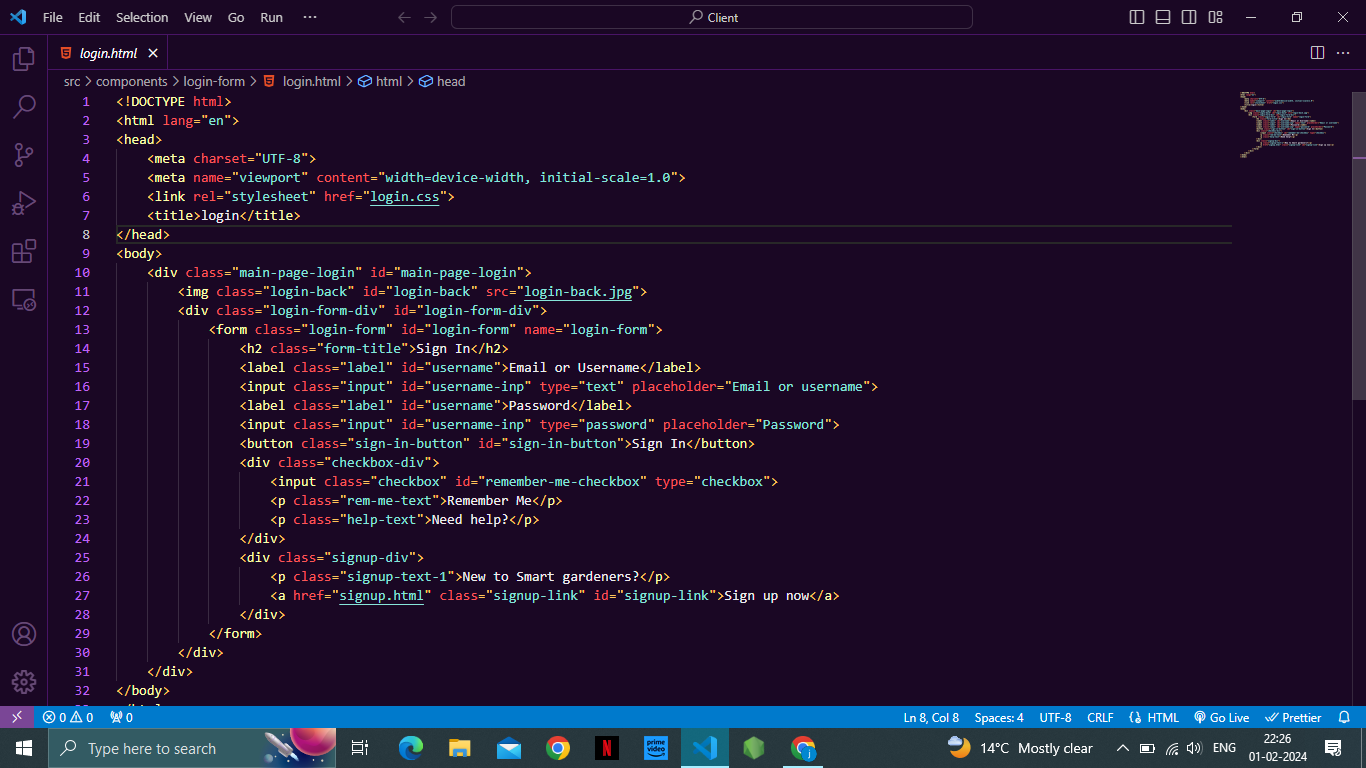 File Edit Selection View Go Run ··· Client
login.html
src > components > login-form > login.html > html > head
1 <!DOCTYPE html>
2 <html lang="en">
3 <head>
4 <meta charset="UTF-8">
5 <meta name="viewport" content="width=device-width, initial-scale=1.0">
6 <link rel="stylesheet" href="login.css">
7 <title>login</title>
8 </head>
9 <body>
10 <div class="main-page-login" id="main-page-login">
11 <img class="login-back" id="login-back" src="login-back.jpg">
12 <div class="login-form-div" id="login-form-div">
13 <form class="login-form" id="login-form" name="login-form">
14 <h2 class="form-title">Sign In</h2>
15 <label class="label" id="username">Email or Username</label>
16 <input class="input" id="username-inp" type="text" placeholder="Email or username">
17 <label class="label" id="username">Password</label>
18 <input class="input" id="username-inp" type="password" placeholder="Password">
19 <button class="sign-in-button" id="sign-in-button">Sign In</button>
20 <div class="checkbox-div">
21 <input class="checkbox" id="remember-me-checkbox" type="checkbox">
22 <p class="rem-me-text">Remember Me</p>
23 <p class="help-text">Need help?</p>
24 </div>
25 <div class="signup-div">
26 <p class="signup-text-1">New to Smart gardeners?</p>
27 <a href="signup.html" class="signup-link" id="signup-link">Sign up now</a>
28 </div>
29 </form>
30 </div>
31 </div>
32 </body>
0 0 0 Ln 8, Col 8 Spaces: 4 UTF-8 CRLF HTML Go Live Prettier
Type here to search prime video N 14°C Mostly clear ENG 22:26
01-02-2024